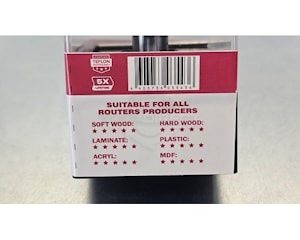 TEFLON
5X
SUITABLE FOR ALL
ROUTERS PRODUCERS
SOFT WOOD: HARD WOOD:
★ ★ ★ ★ ★ ★ ★ ★ ★ ★
LAMINATE: PLASTIC:
★ ★ ★ ★ ★ ★ ★ ★ ★ ★
ACRYL: MDF:
★ ★ ★ ★ ★ ★ ★ ★ ★ ★